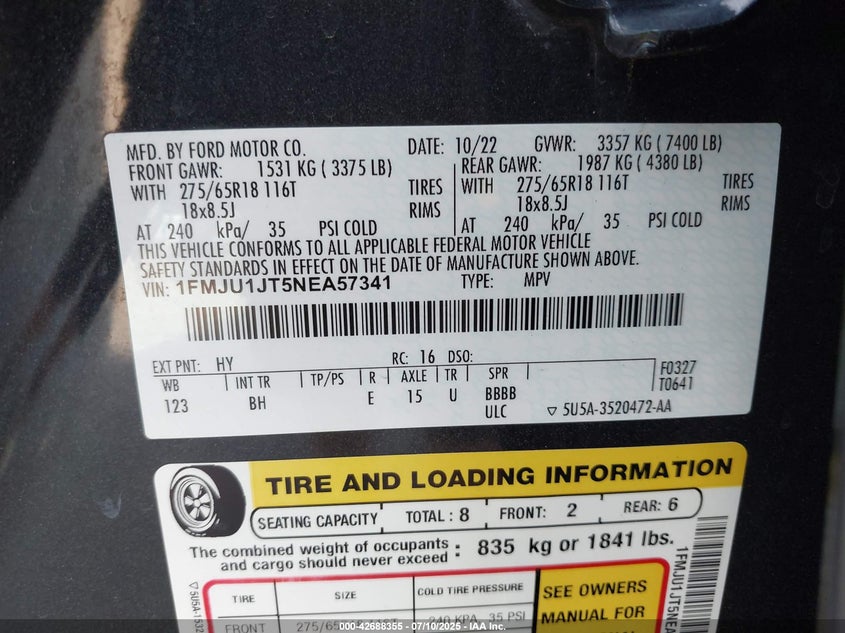 MFD. BY FORD MOTOR CO. DATE: 10/22 GVWR: 3357 KG ( 7400 LB)
FRONT GAWR: 1531 KG ( 3375 LB) REAR GAWR: 1987 KG ( 4380 LB)
WITH 275/65R18 116T TIRES WITH 275/65R18 116T TIRES
18x8.5J RIMS 18x8.5J RIMS
AT 240 kPa/ 35 PSI COLD AT 240 kPa/ 35 PSI COLD
THIS VEHICLE CONFORMS TO ALL APPLICABLE FEDERAL MOTOR VEHICLE
SAFETY STANDARDS IN EFFECT ON THE DATE OF MANUFACTURE SHOWN ABOVE.
VIN: 1FMJU1JT5NEA57341 TYPE: MPV
EXT PNT: HY RC: 16 DSO: F0327
WB INT TR TP/PS R AXLE TR SPR T0641
123 BH E 15 U BBBB
ULC ▽ 5U5A-3520472-AA
TIRE AND LOADING INFORMATION
SEATING CAPACITY TOTAL : 8 FRONT: 2 REAR: 6
The combined weight of occupants
and cargo should never exceed : 835 kg or 1841 lbs.
TIRE SIZE COLD TIRE PRESSURE SEE OWNERS
MANUAL FOR
FRONT 240 KPA 35 PSI
000-42688355 - 07/10/2025 - IAA Inc.